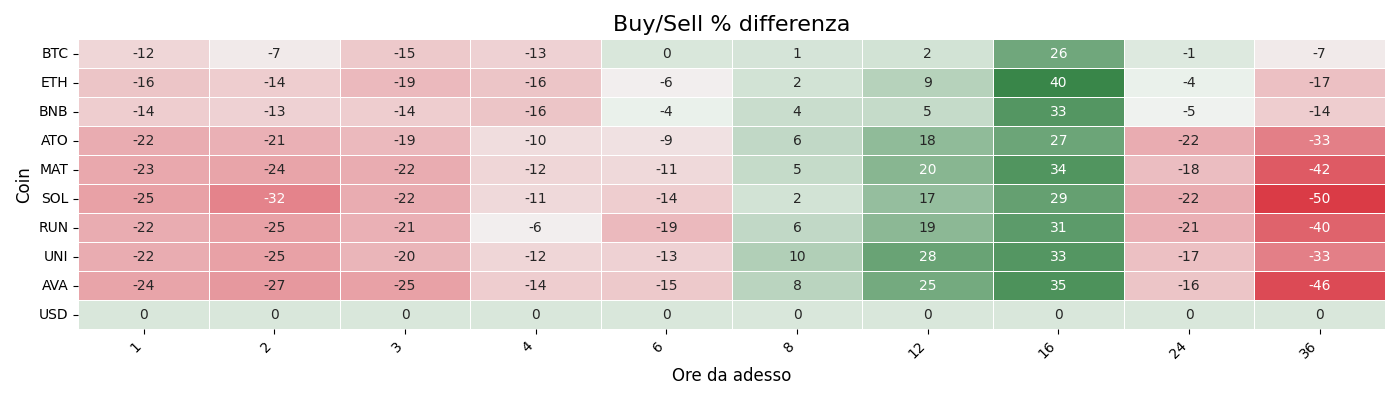 Buy/Sell % differenza
Coin
BTC -12 -7 -15 -13 0 1 2 26 -1 -7
ETH -16 -14 -19 -16 -6 2 9 40 -4 -17
BNB -14 -13 -14 -16 -4 4 5 33 -5 -14
ATO -22 -21 -19 -10 -9 6 18 27 -22 -33
MAT -23 -24 -22 -12 -11 5 20 34 -18 -42
SOL -25 -32 -22 -11 -14 2 17 29 -22 -50
RUN -22 -25 -21 -6 -19 6 19 31 -21 -40
UNI -22 -25 -20 -12 -13 10 28 33 -17 -33
AVA -24 -27 -25 -14 -15 8 25 35 -16 -46
USD 0 0 0 0 0 0 0 0 0 0
1 2 3 4 6 8 12 16 24 36
Ore da adesso